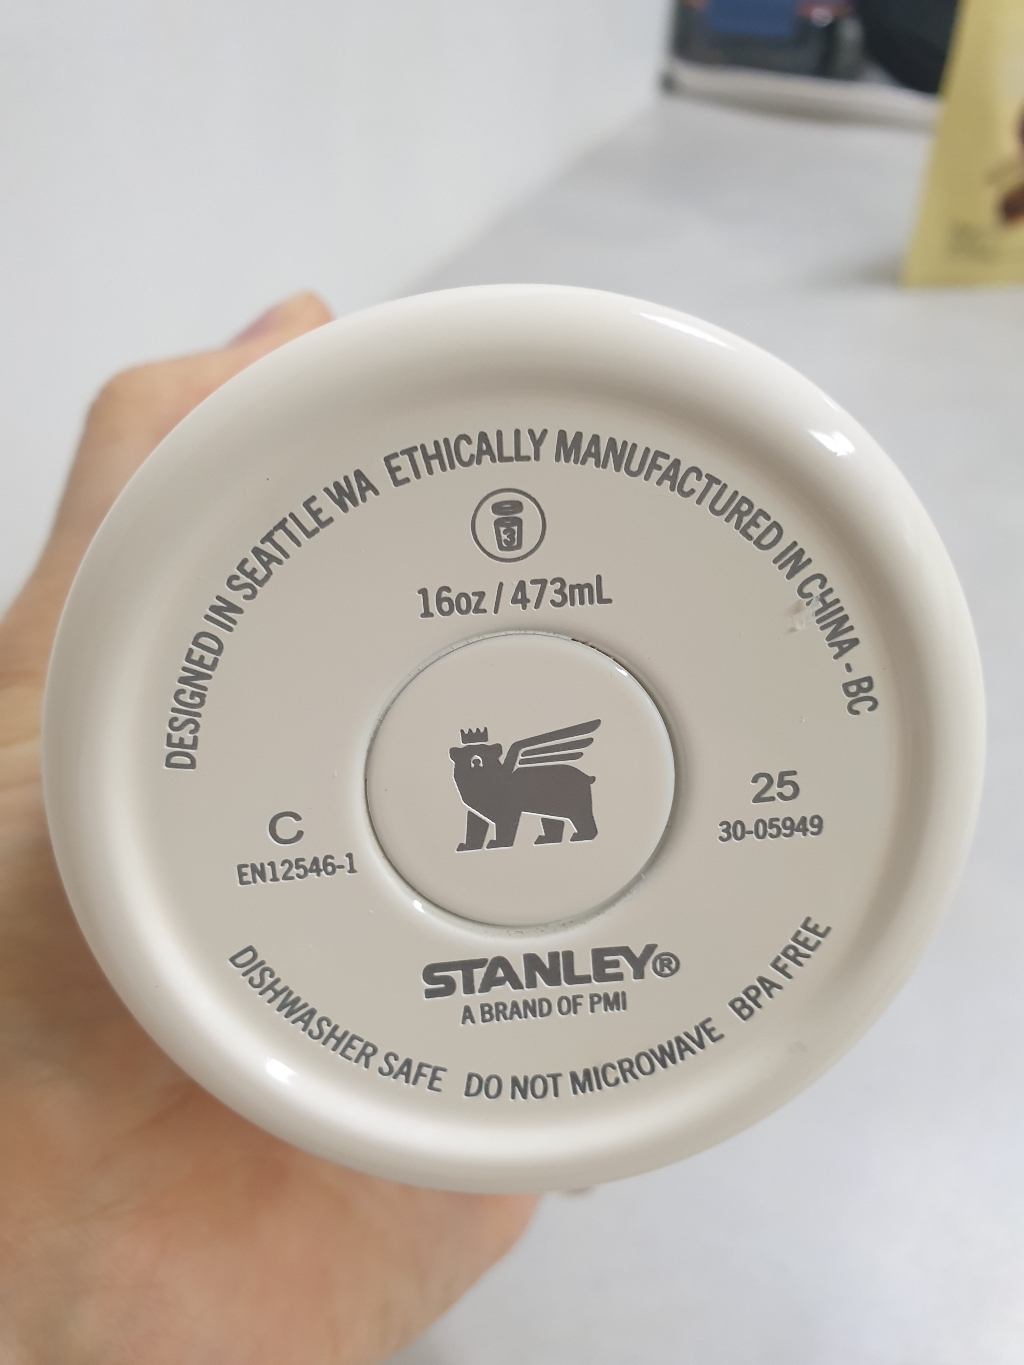 DESIGNED IN SEATTLE WA ETHICALLY MANUFACTURED IN CHINA - BC
3
16oz / 473mL
C
EN12546-1
25
30-05949
STANLEY®
A BRAND OF PMI
DISHWASHER SAFE DO NOT MICROWAVE BPA FREE